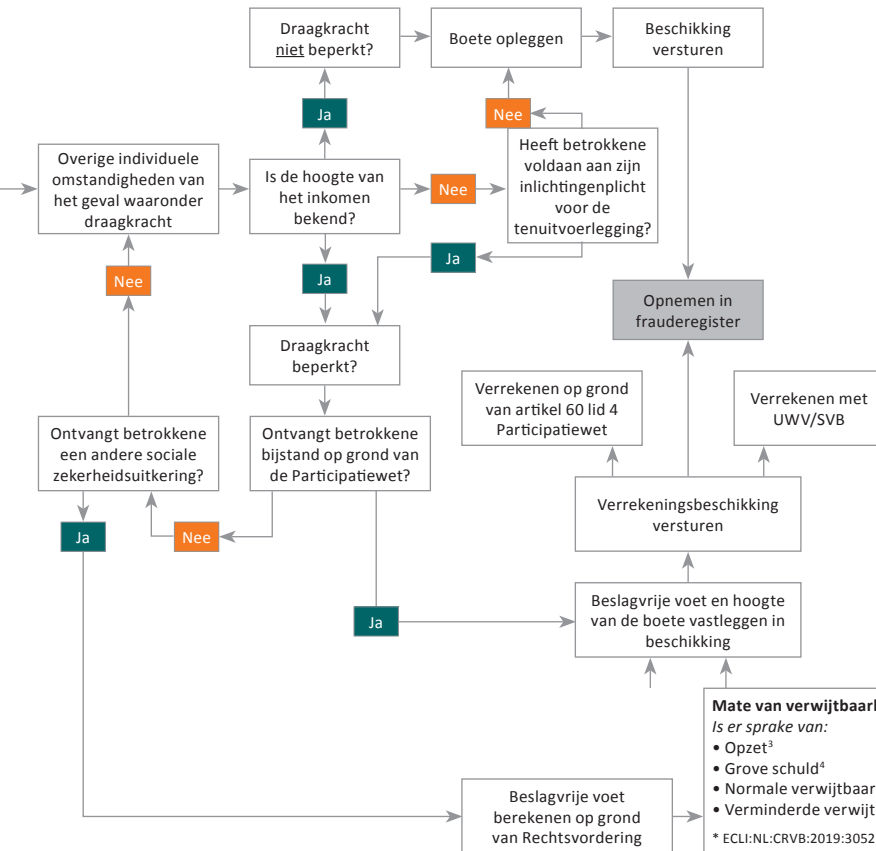 Draagkracht
niet beperkt?
Boete opleggen
Beschikking
versturen
Ja
Nee
Overige individuele
omstandigheden van
het geval waaronder
draagkracht
Is de hoogte van
het inkomen
bekend?
Nee
Heeft betrokkene
voldaan aan zijn
inlichtingenplicht
voor de
tenuitvoerlegging?
Nee
Ja
Ja
Opnemen in
frauderegister
Draagkracht
beperkt?
Verrekenen op grond
van artikel 60 lid 4
Participatiewet
Verrekenen met
UWV/SVB
Ontvangt betrokkene
een andere sociale
zekerheidsuitkering?
Ontvangt betrokkene
bijstand op grond van
de Participatiewet?
Verrekeningsbeschikking
versturen
Ja
Nee
Beslagvrije voet en hoogte
van de boete vastleggen in
beschikking
Ja
Mate van
Is er sprake van:
• Opzet³
• Grove schuld⁴
• Normale
• Verminderde
* ECLI:NL:CRVB:2019:3052
Beslagvrije voet
berekenen op grond
van Rechtsvordering